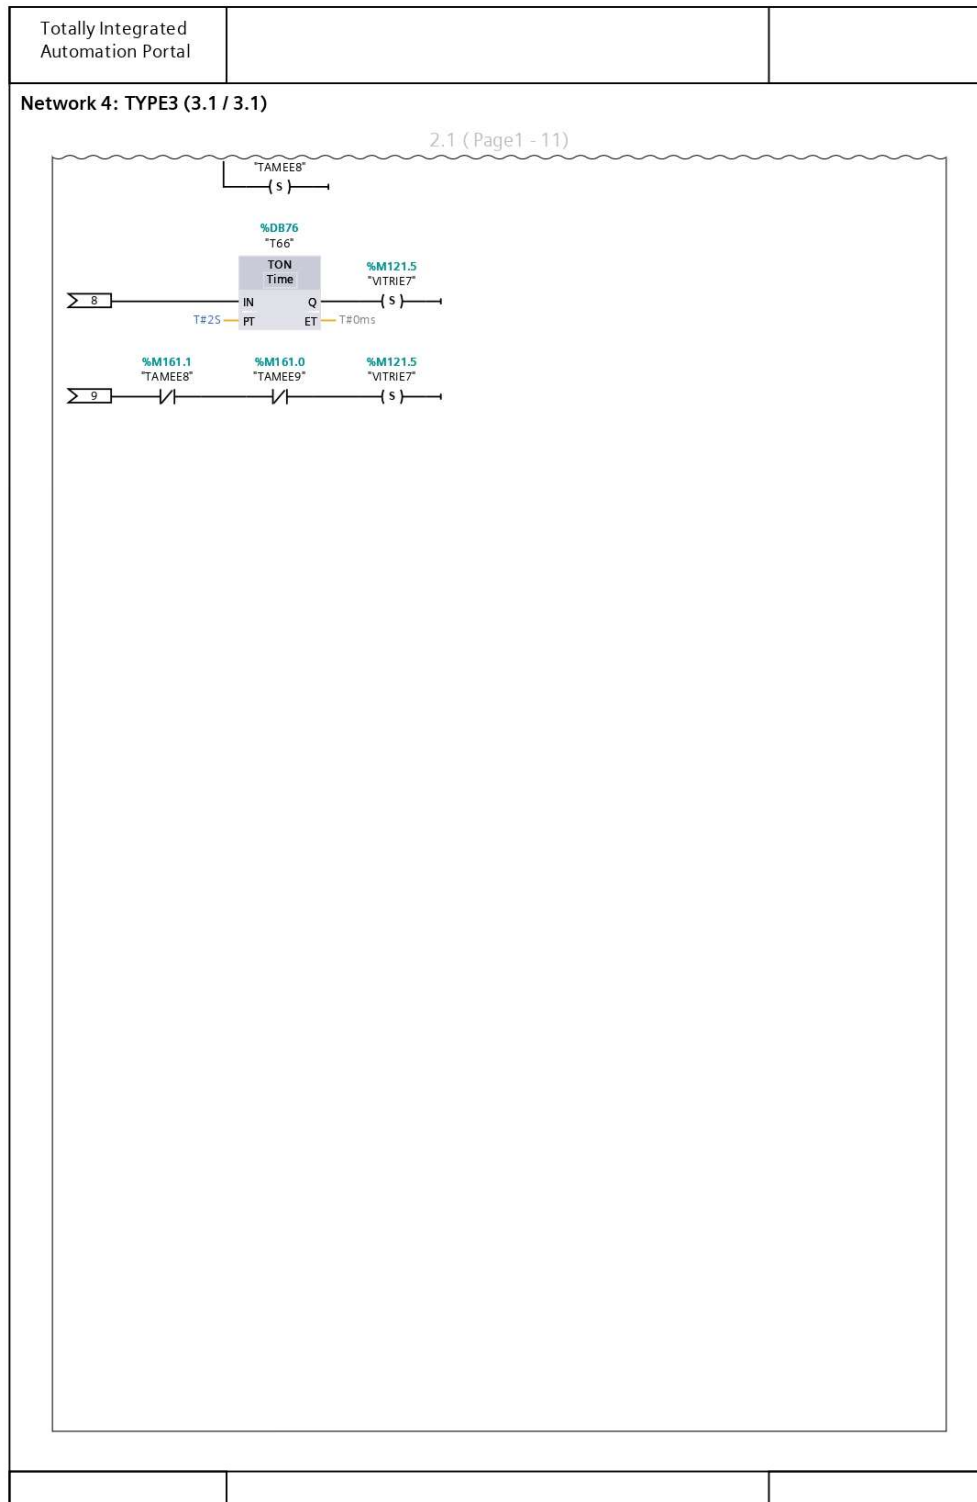 Totally Integrated
Automation Portal
Network 4: TYPE3 (3.1 / 3.1)
2.1 ( Page1 - 11)
"TAMEE8"
S
%DB76
"T66"
TON
Time
%M121.5
"VITRIE7"
8
IN
Q
S
T#2S
PT
ET
T#0ms
%M161.1
%M161.0
%M121.5
"TAMEE8"
"TAMEE9"
"VITRIE7"
9
S